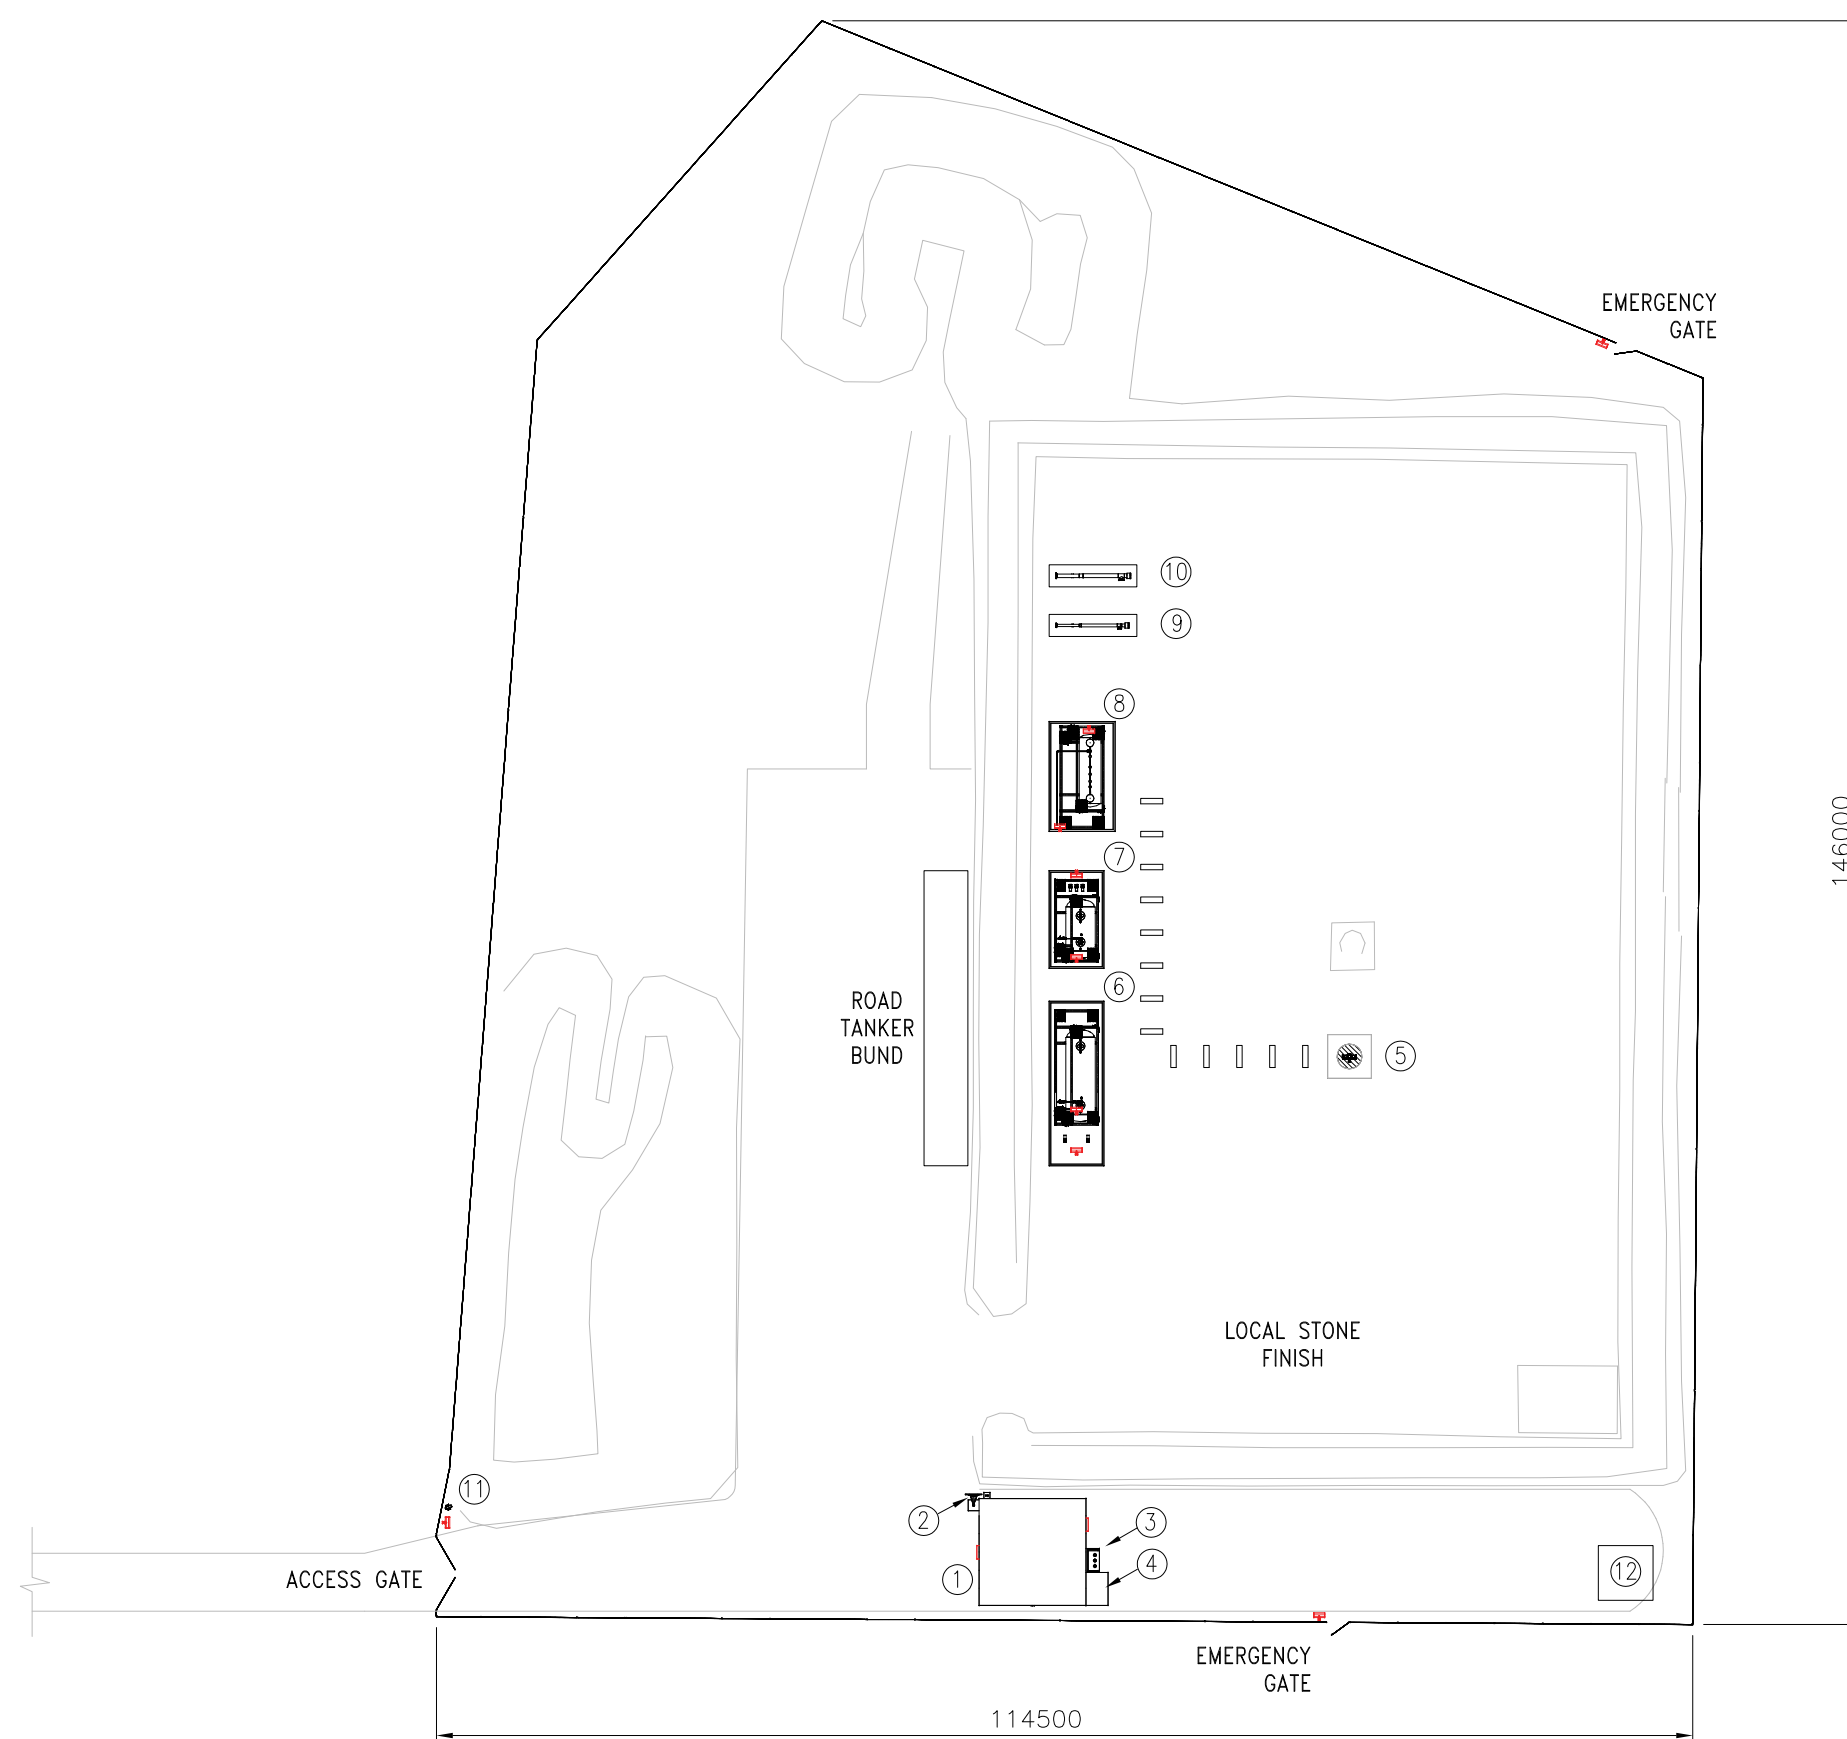 EMERGENCY
GATE
10
9
8
146000
7
6
ROAD
TANKER
BUND
5
LOCAL STONE
FINISH
11
2
3
4
1
12
ACCESS GATE
EMERGENCY
GATE
114500